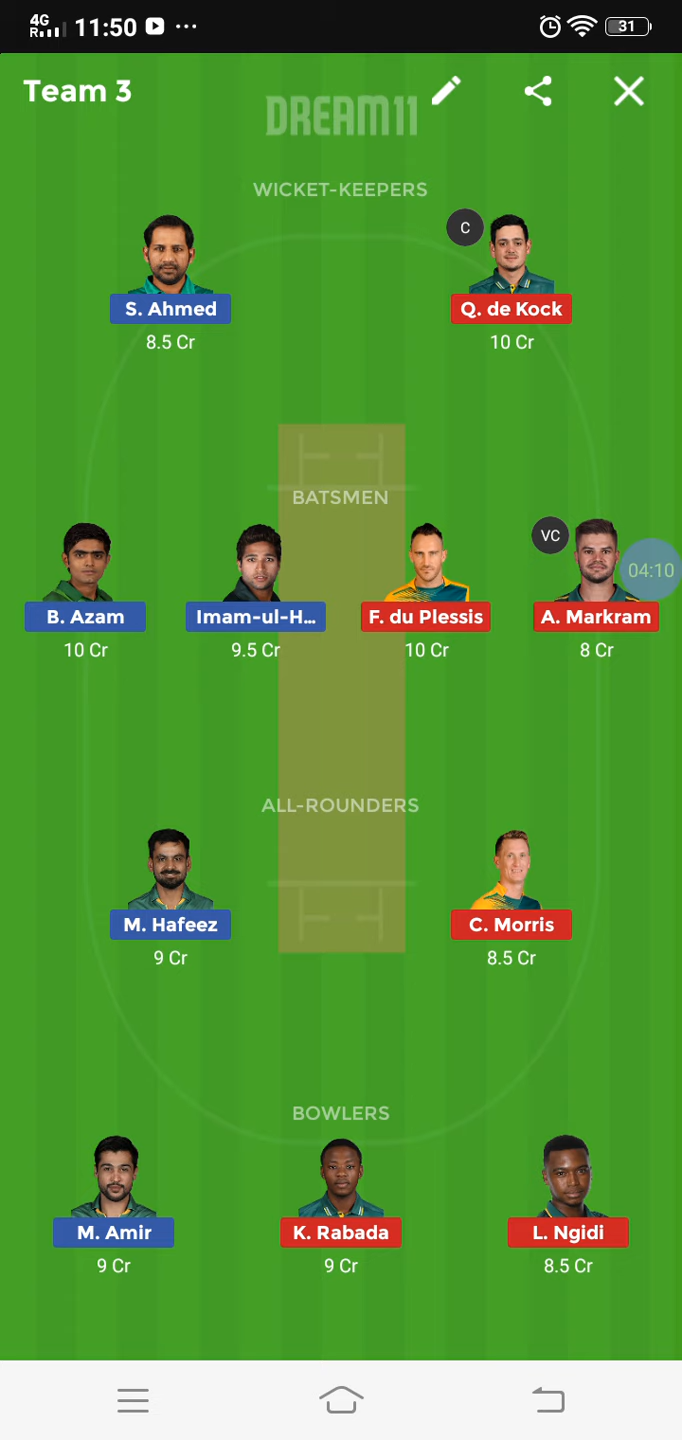 4G
R
11:50
31
Team 3
DREAM11
WICKET-KEEPERS
C
S. Ahmed
Q. de Kock
8.5 Cr
10 Cr
BATSMEN
VC
04:10
B. Azam
Imam-ul-H...
F. du Plessis
A. Markram
10 Cr
9.5 Cr
10 Cr
8 Cr
ALL-ROUNDERS
M. Hafeez
C. Morris
9 Cr
8.5 Cr
BOWLERS
M. Amir
K. Rabada
L. Ngidi
9 Cr
9 Cr
8.5 Cr